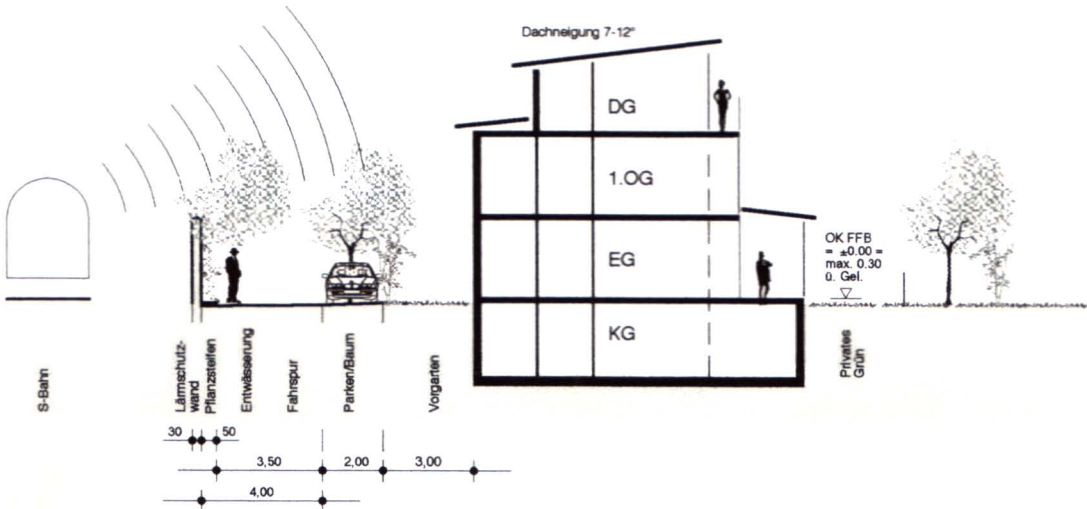 Dachneigung 7-12°
DG
1.OG
EG
KG
OK FFB
= ±0.00 =
max. 0.30
ü. Gel.
S-Bahn
Lärmschutz-
wand
Pflanzsteifen
Entwässerung
Fahrspur
Parken/Baum
Vorgarten
Privates
Grün
30
50
3,50
2,00
3,00
4,00